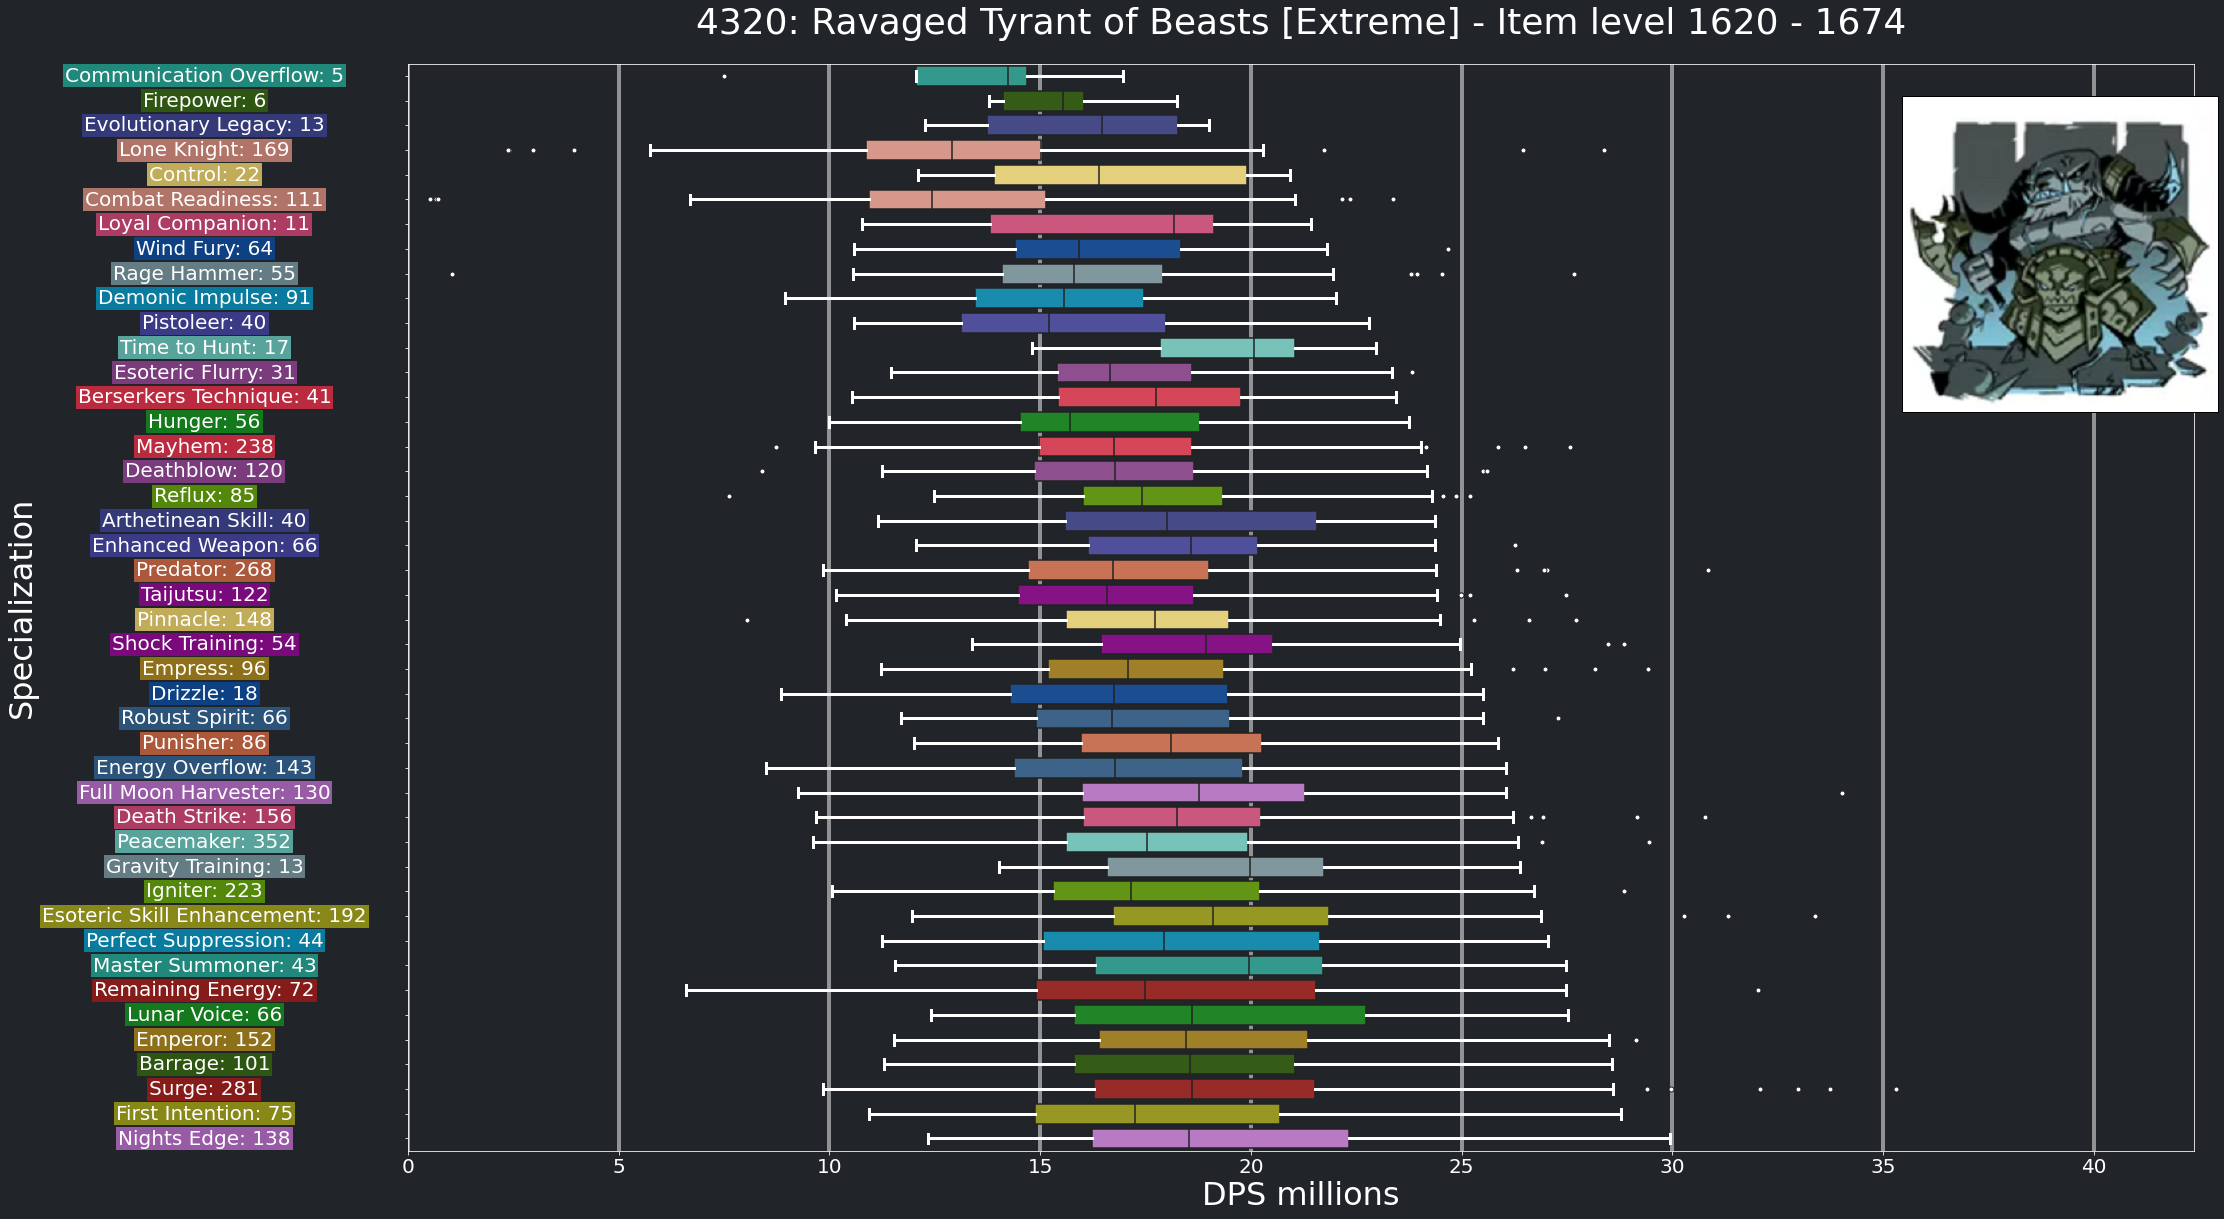 4320: Ravaged Tyrant of Beasts [Extreme] - Item level 1620 - 1674
Specialization
Communication Overflow: 5
Firepower: 6
Evolutionary Legacy: 13
Lone Knight: 169
Control: 22
Combat Readiness: 111
Loyal Companion: 11
Wind Fury: 64
Rage Hammer: 55
Demonic Impulse: 91
Pistoleer: 40
Time to Hunt: 17
Esoteric Flurry: 31
Berserkers Technique: 41
Hunger: 56
Mayhem: 238
Deathblow: 120
Reflux: 85
Arthetinean Skill: 40
Enhanced Weapon: 66
Predator: 268
Taijutsu: 122
Pinnacle: 148
Shock Training: 54
Empress: 96
Drizzle: 18
Robust Spirit: 66
Punisher: 86
Energy Overflow: 143
Full Moon Harvester: 130
Death Strike: 156
Peacemaker: 352
Gravity Training: 13
Igniter: 223
Esoteric Skill Enhancement: 192
Perfect Suppression: 44
Master Summoner: 43
Remaining Energy: 72
Lunar Voice: 66
Emperor: 152
Barrage: 101
Surge: 281
First Intention: 75
Nights Edge: 138
0 5 10 15 20 25 30 35 40
DPS millions